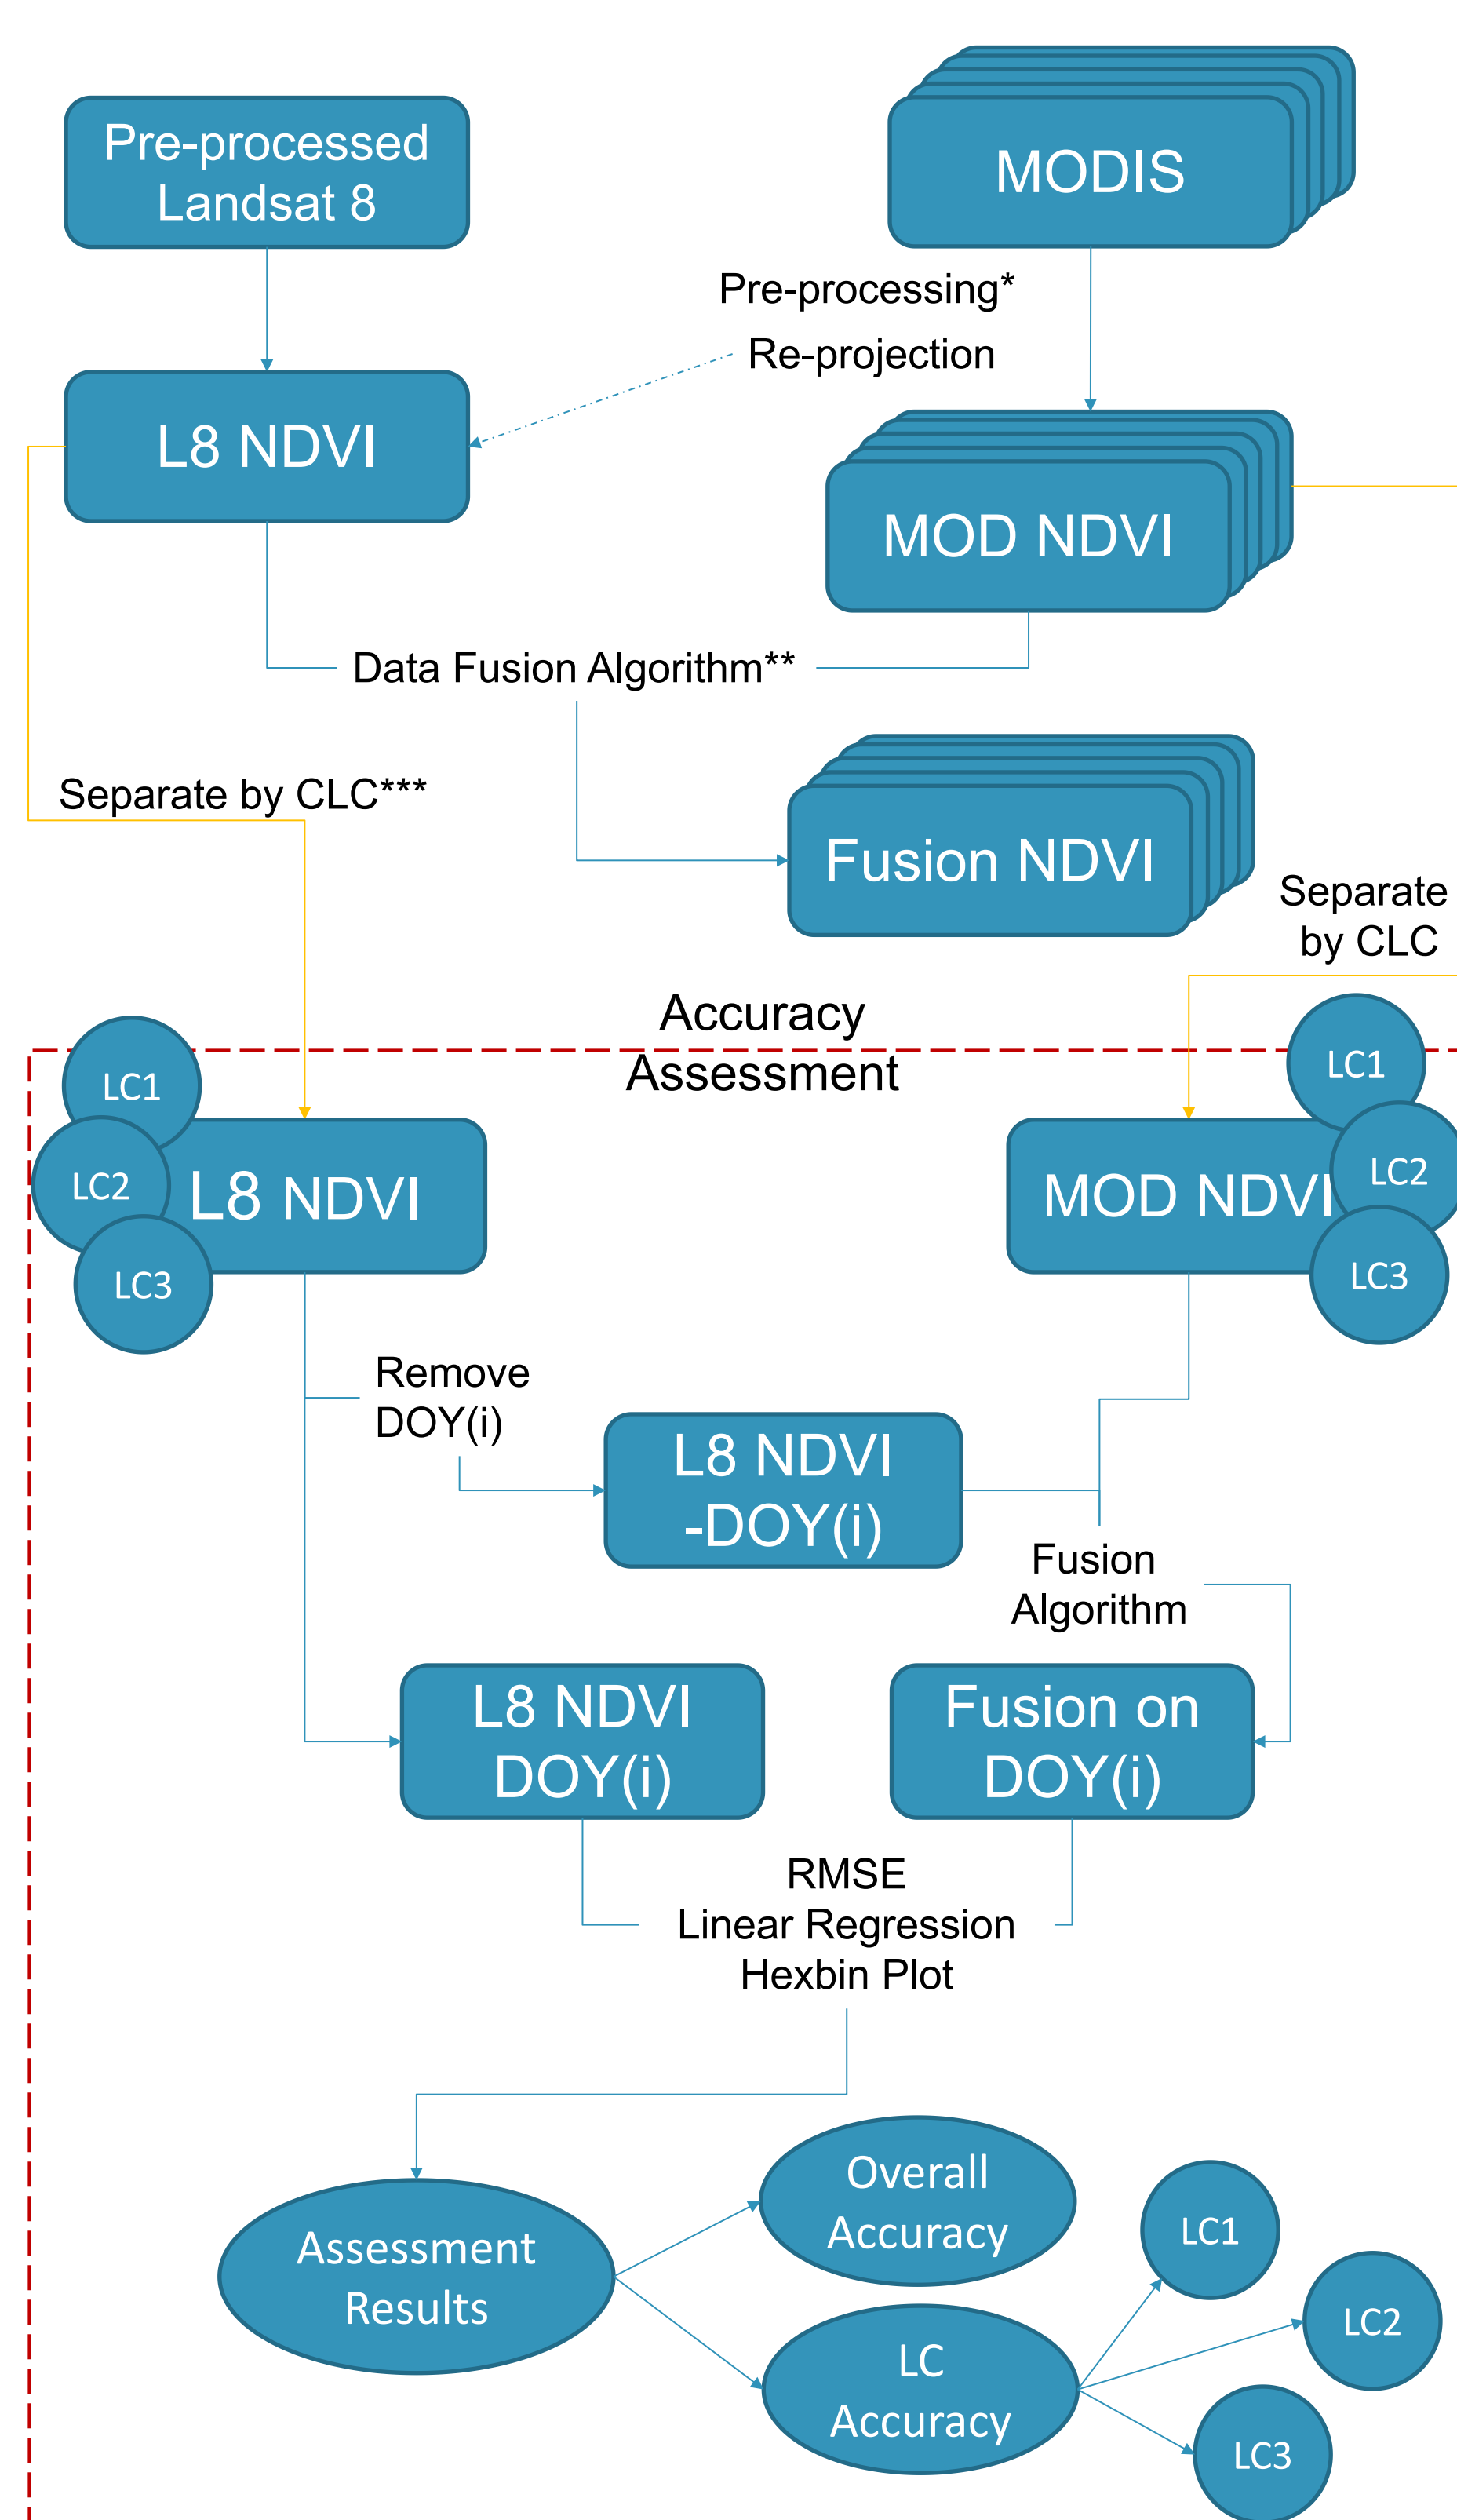 Pre-processed
Landsat 8
MODIS
Pre-processing*
Re-projection
L8 NDVI
MOD NDVI
Data Fusion Algorithm**
Separate by CLC***
Fusion NDVI
Separate
by CLC
Accuracy
Assessment
LC1
LC2
LC3
L8 NDVI
MOD NDVI
LC1
LC2
LC3
Remove
DOY(i)
L8 NDVI
-DOY(i)
Fusion
Algorithm
L8 NDVI
DOY(i)
Fusion on
DOY(i)
RMSE
Linear Regression
Hexbin Plot
Assessment
Results
Overall
Accuracy
LC
Accuracy
LC1
LC2
LC3